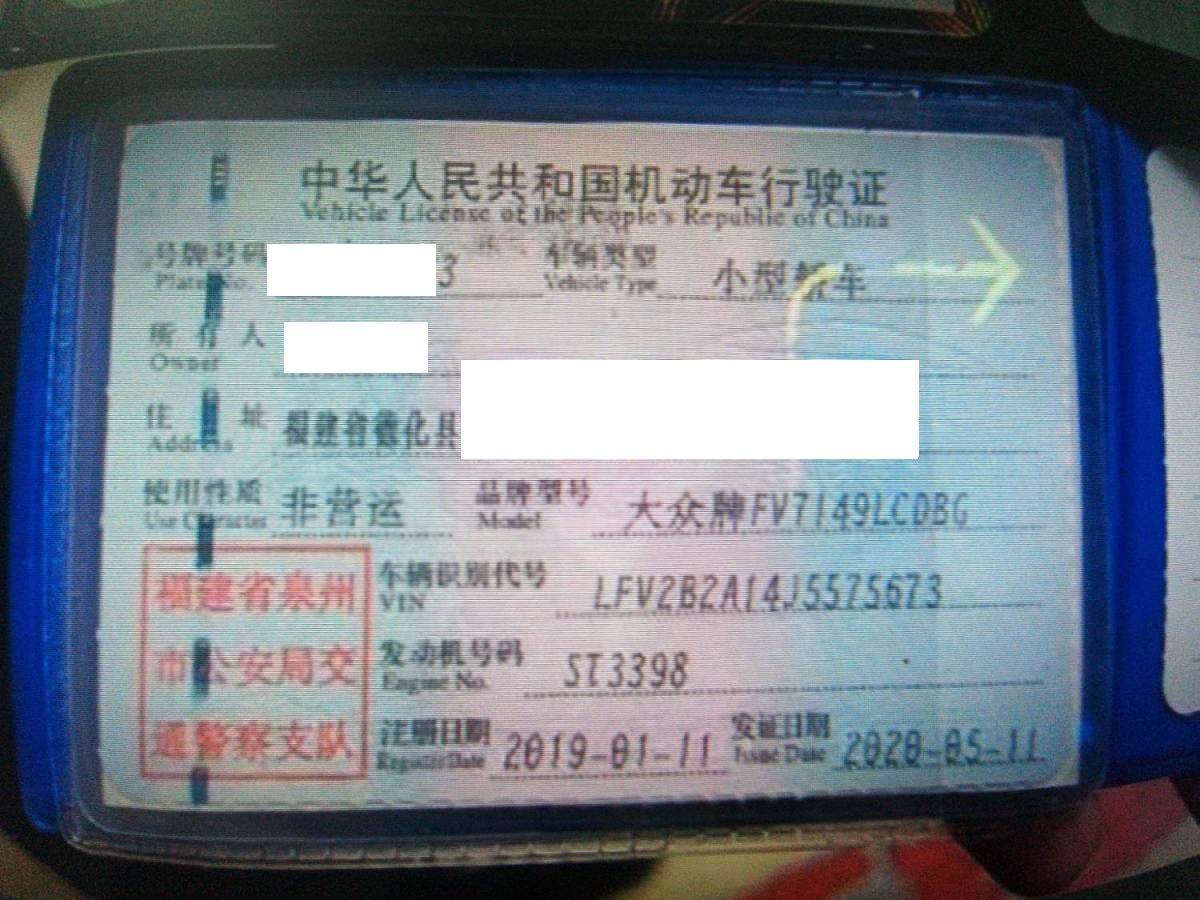 中华人民共和国机动车行驶证
Vehicle License of the People's Republic of China
号牌号码 3 车辆类型 小型轿车
Plate No. Vehicle Type
所有人
Owner
住址 福建省德化县
Address
使用性质 非营运 品牌型号 大众牌FV7149LCDBG
Use Character Model
福建省泉州
市公安局交
通警察支队
车辆识别代号 LFV2B2A14J5575673
VIN
发动机号码 ST3398
Engine No.
注册日期 2019-01-11 发证日期 2020-05-11
Register Date Issue Date